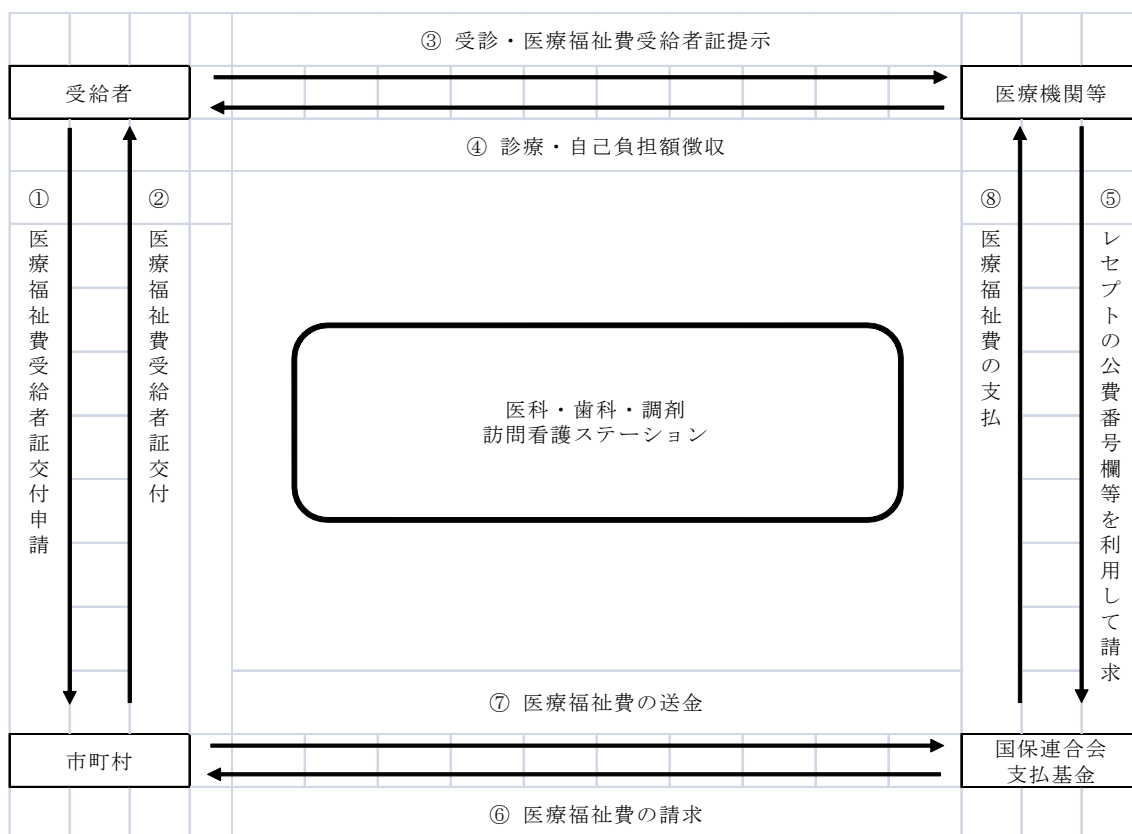 ③ 受診・医療福祉費受給者証提示
受給者
医療機関等
④ 診療・自己負担額徴収
① 医療福祉費受給者証交付申請
② 医療福祉費受給者証交付
⑧ 医療福祉費の支払
⑤ レセプトの公費番号欄等を利用して請求
医科・歯科・調剤
訪問看護ステーション
⑦ 医療福祉費の送金
市町村
国保連合会
支払基金
⑥ 医療福祉費の請求